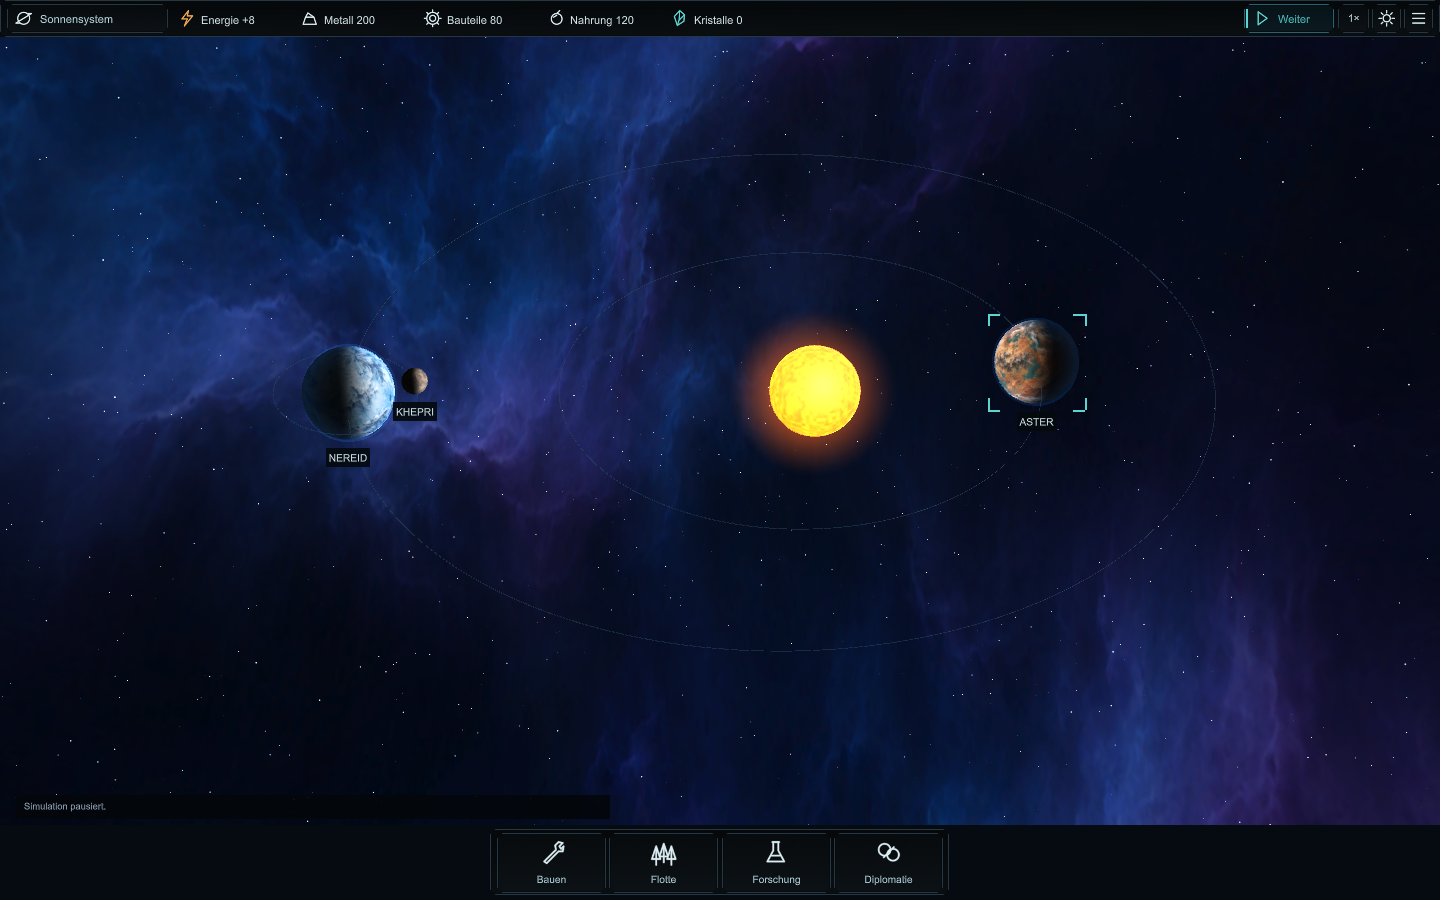 Sonnensystem
Energie +8
Metall 200
Bauteile 80
Nahrung 120
Kristalle 0
Weiter
1×
KHEPRI
NEREID
ASTER
Simulation pausiert.
Bauen
Flotte
Forschung
Diplomatie